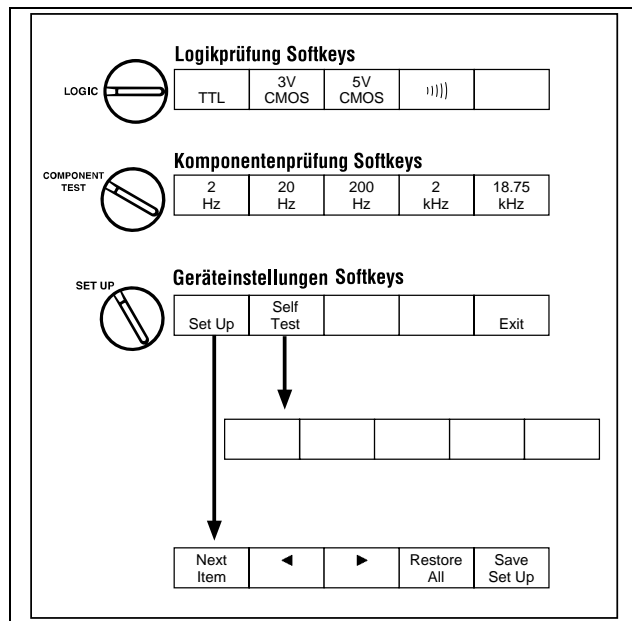 Logikprüfung Softkeys
LOGIC
TTL
3V
CMOS
5V
CMOS
Komponentenprüfung Softkeys
COMPONENT
TEST
2
Hz
20
Hz
200
Hz
2
kHz
18.75
kHz
Geräteinstellungen Softkeys
SET UP
Set Up
Self
Test
Exit
Next
Item
◄
►
Restore
All
Save
Set Up